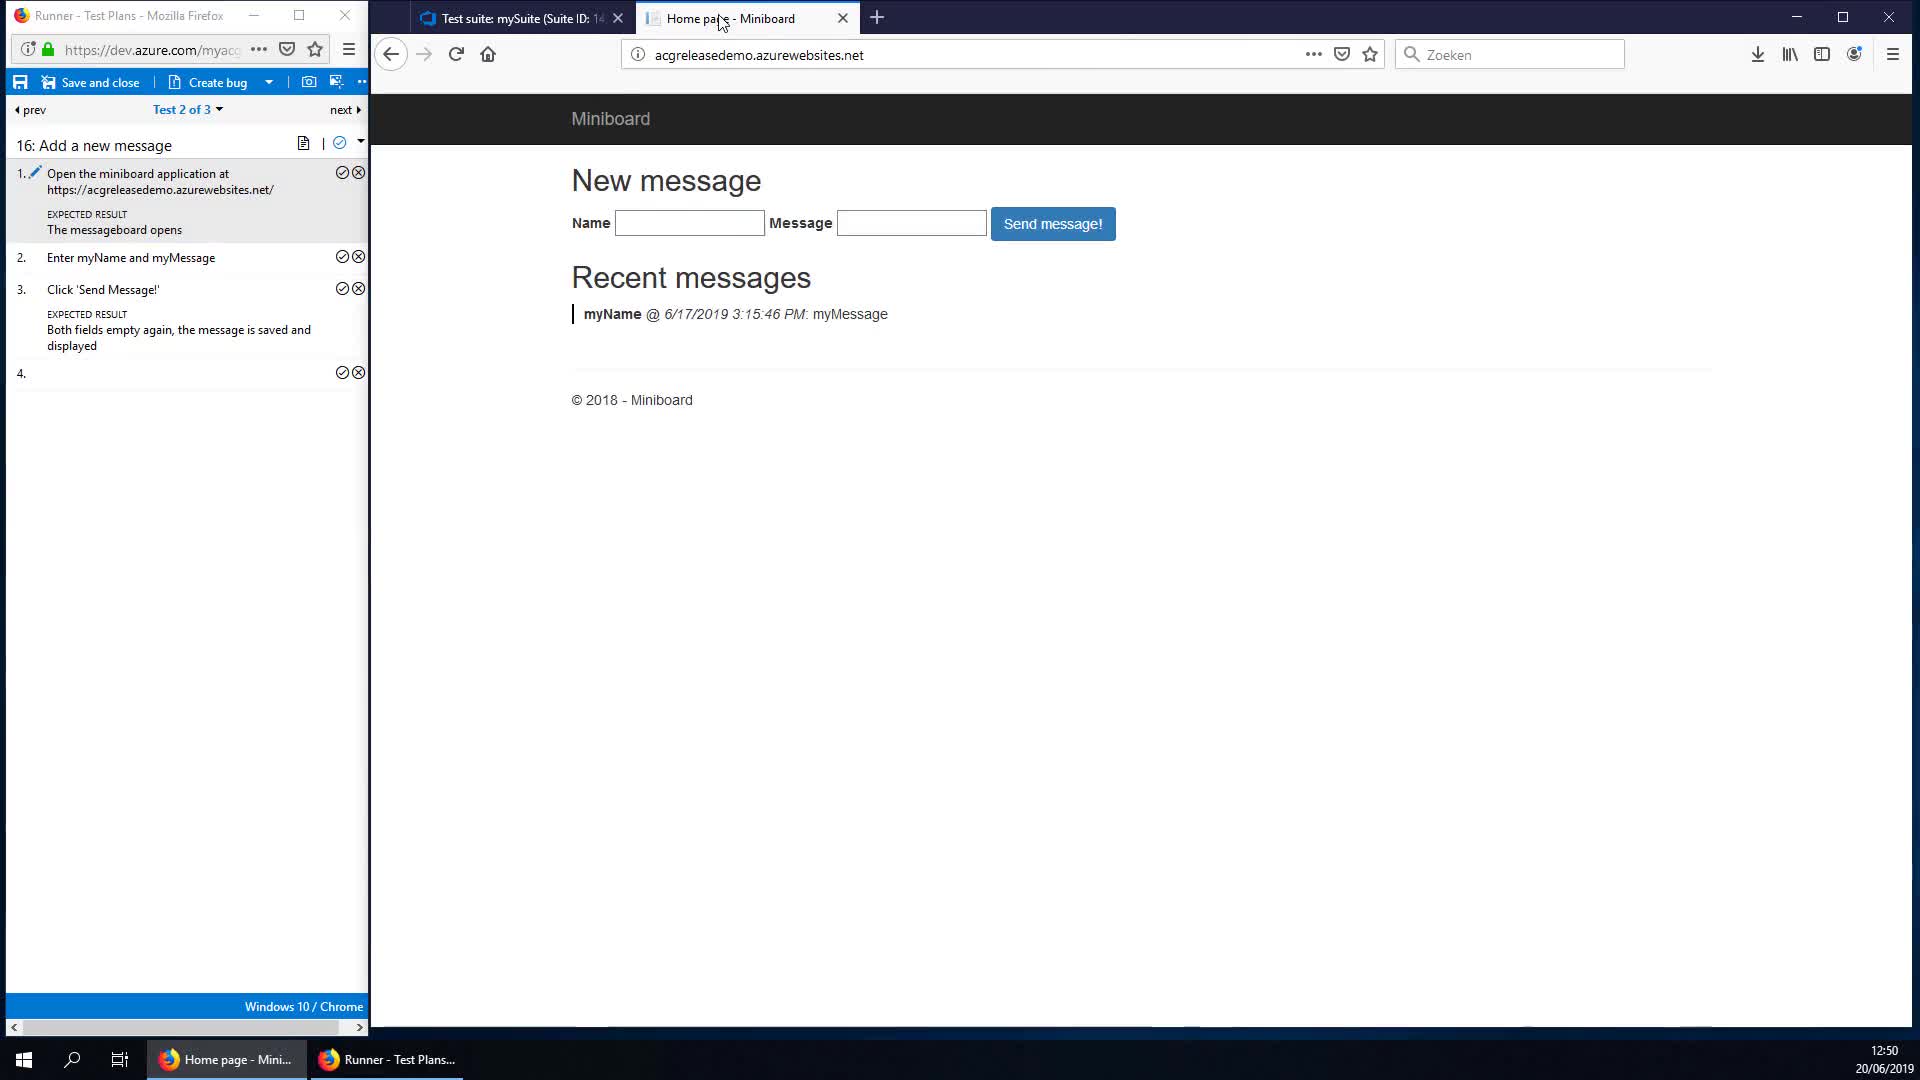 Runner - Test Plans - Mozilla Firefox
https://dev.azure.com/myacg
Save and close
Create bug
prev
Test 2 of 3
next
16: Add a new message
1.
Open the miniboard application at
https://acgreleasedemo.azurewebsites.net/
EXPECTED RESULT
The messageboard opens
2.
Enter myName and myMessage
3.
Click 'Send Message!'
EXPECTED RESULT
Both fields empty again, the message is saved and
displayed
4.
Windows 10 / Chrome
Test suite: mySuite (Suite ID: 14
Home page - Miniboard
acgreleasedemo.azurewebsites.net
Zoeken
Miniboard
New message
Name
Message
Send message!
Recent messages
myName @ 6/17/2019 3:15:46 PM: myMessage
© 2018 - Miniboard
Home page - Mini...
Runner - Test Plans...
12:50
20/06/2019